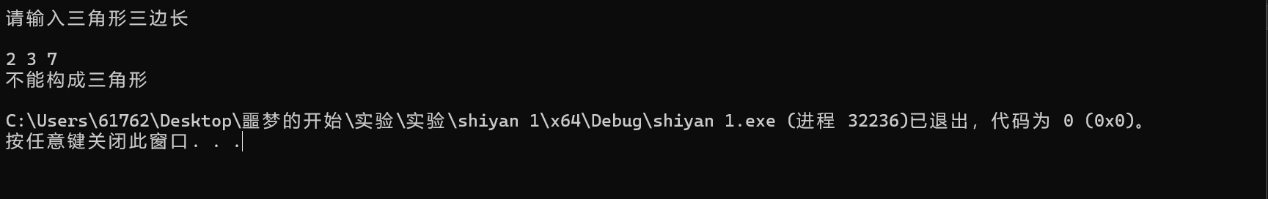 请输入三角形三边长
2 3 7
不能构成三角形
C:\Users\61762\Desktop\噩梦的开始\实验\实验\shiyan 1\x64\Debug\shiyan 1.exe (进程 32236)已退出，代码为 0 (0x0)。
按任意键关闭此窗口. . .